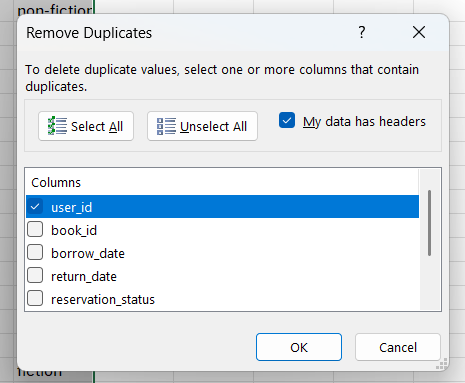 non-fiction
Remove Duplicates
?
To delete duplicate values, select one or more columns that contain
duplicates.
Select All
Unselect All
My data has headers
Columns
user_id
book_id
borrow_date
return_date
reservation_status
OK
Cancel
fiction